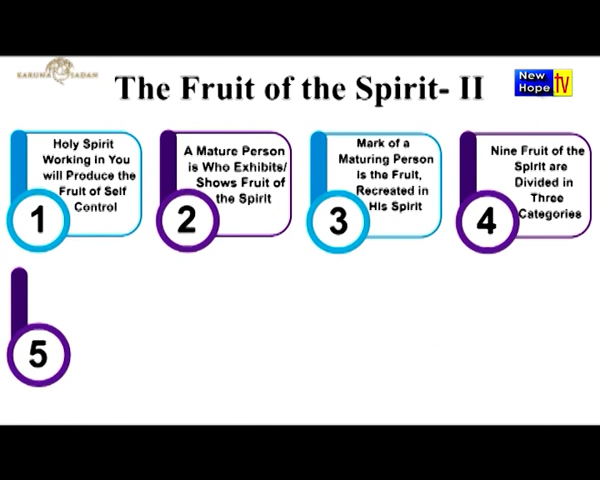 KARUNA SADAN
The Fruit of the Spirit- II
New
Hope
TV
Holy Spirit
Working in You
will Produce the
Fruit of Self
Control
1
A Mature Person
is Who Exhibits/
Shows Fruit of
the Spirit
2
Mark of a
Maturing Person
is the Fruit,
Recreated in
His Spirit
3
Nine Fruit of the
Spirit are
Divided in
Three
Categories
4
5